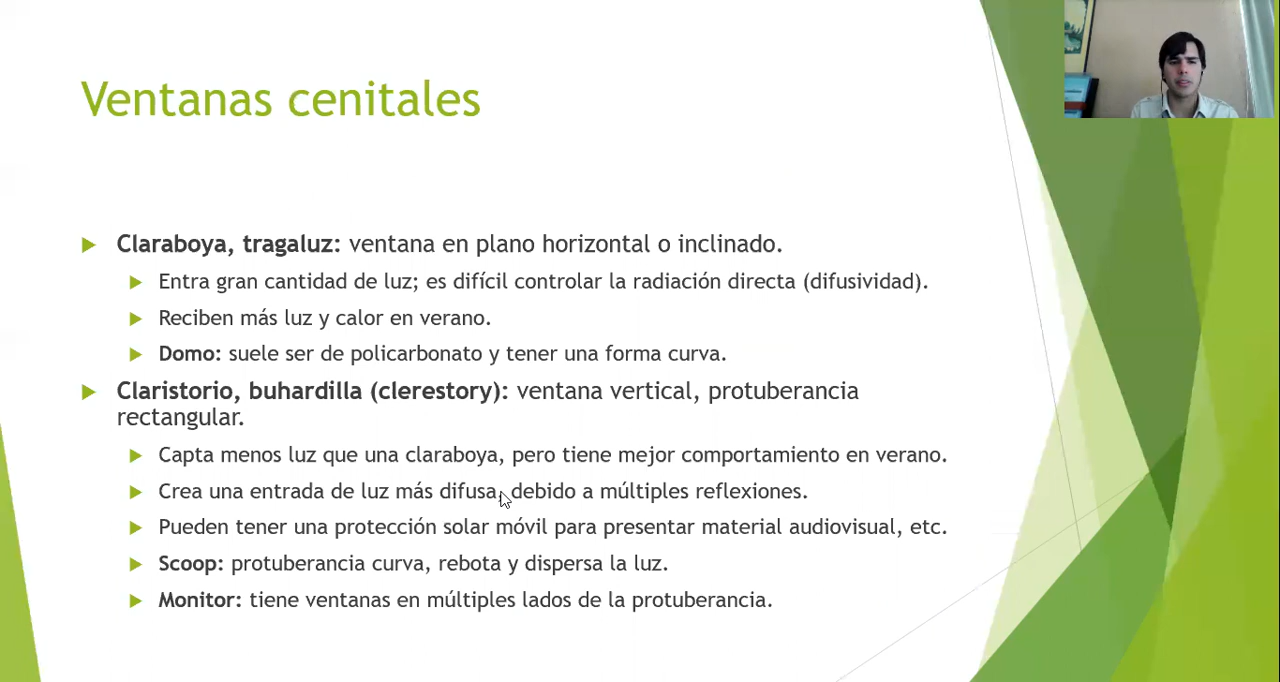 Ventanas cenitales
Claraboya, tragaluz: ventana en plano horizontal o inclinado.
Entra gran cantidad de luz; es difícil controlar la radiación directa (difusividad).
Reciben más luz y calor en verano.
Domo: suele ser de policarbonato y tener una forma curva.
Claristorio, buhardilla (clerestory): ventana vertical, protuberancia
rectangular.
Capta menos luz que una claraboya, pero tiene mejor comportamiento en verano.
Crea una entrada de luz más difusa, debido a múltiples reflexiones.
Pueden tener una protección solar móvil para presentar material audiovisual, etc.
Scoop: protuberancia curva, rebota y dispersa la luz.
Monitor: tiene ventanas en múltiples lados de la protuberancia.